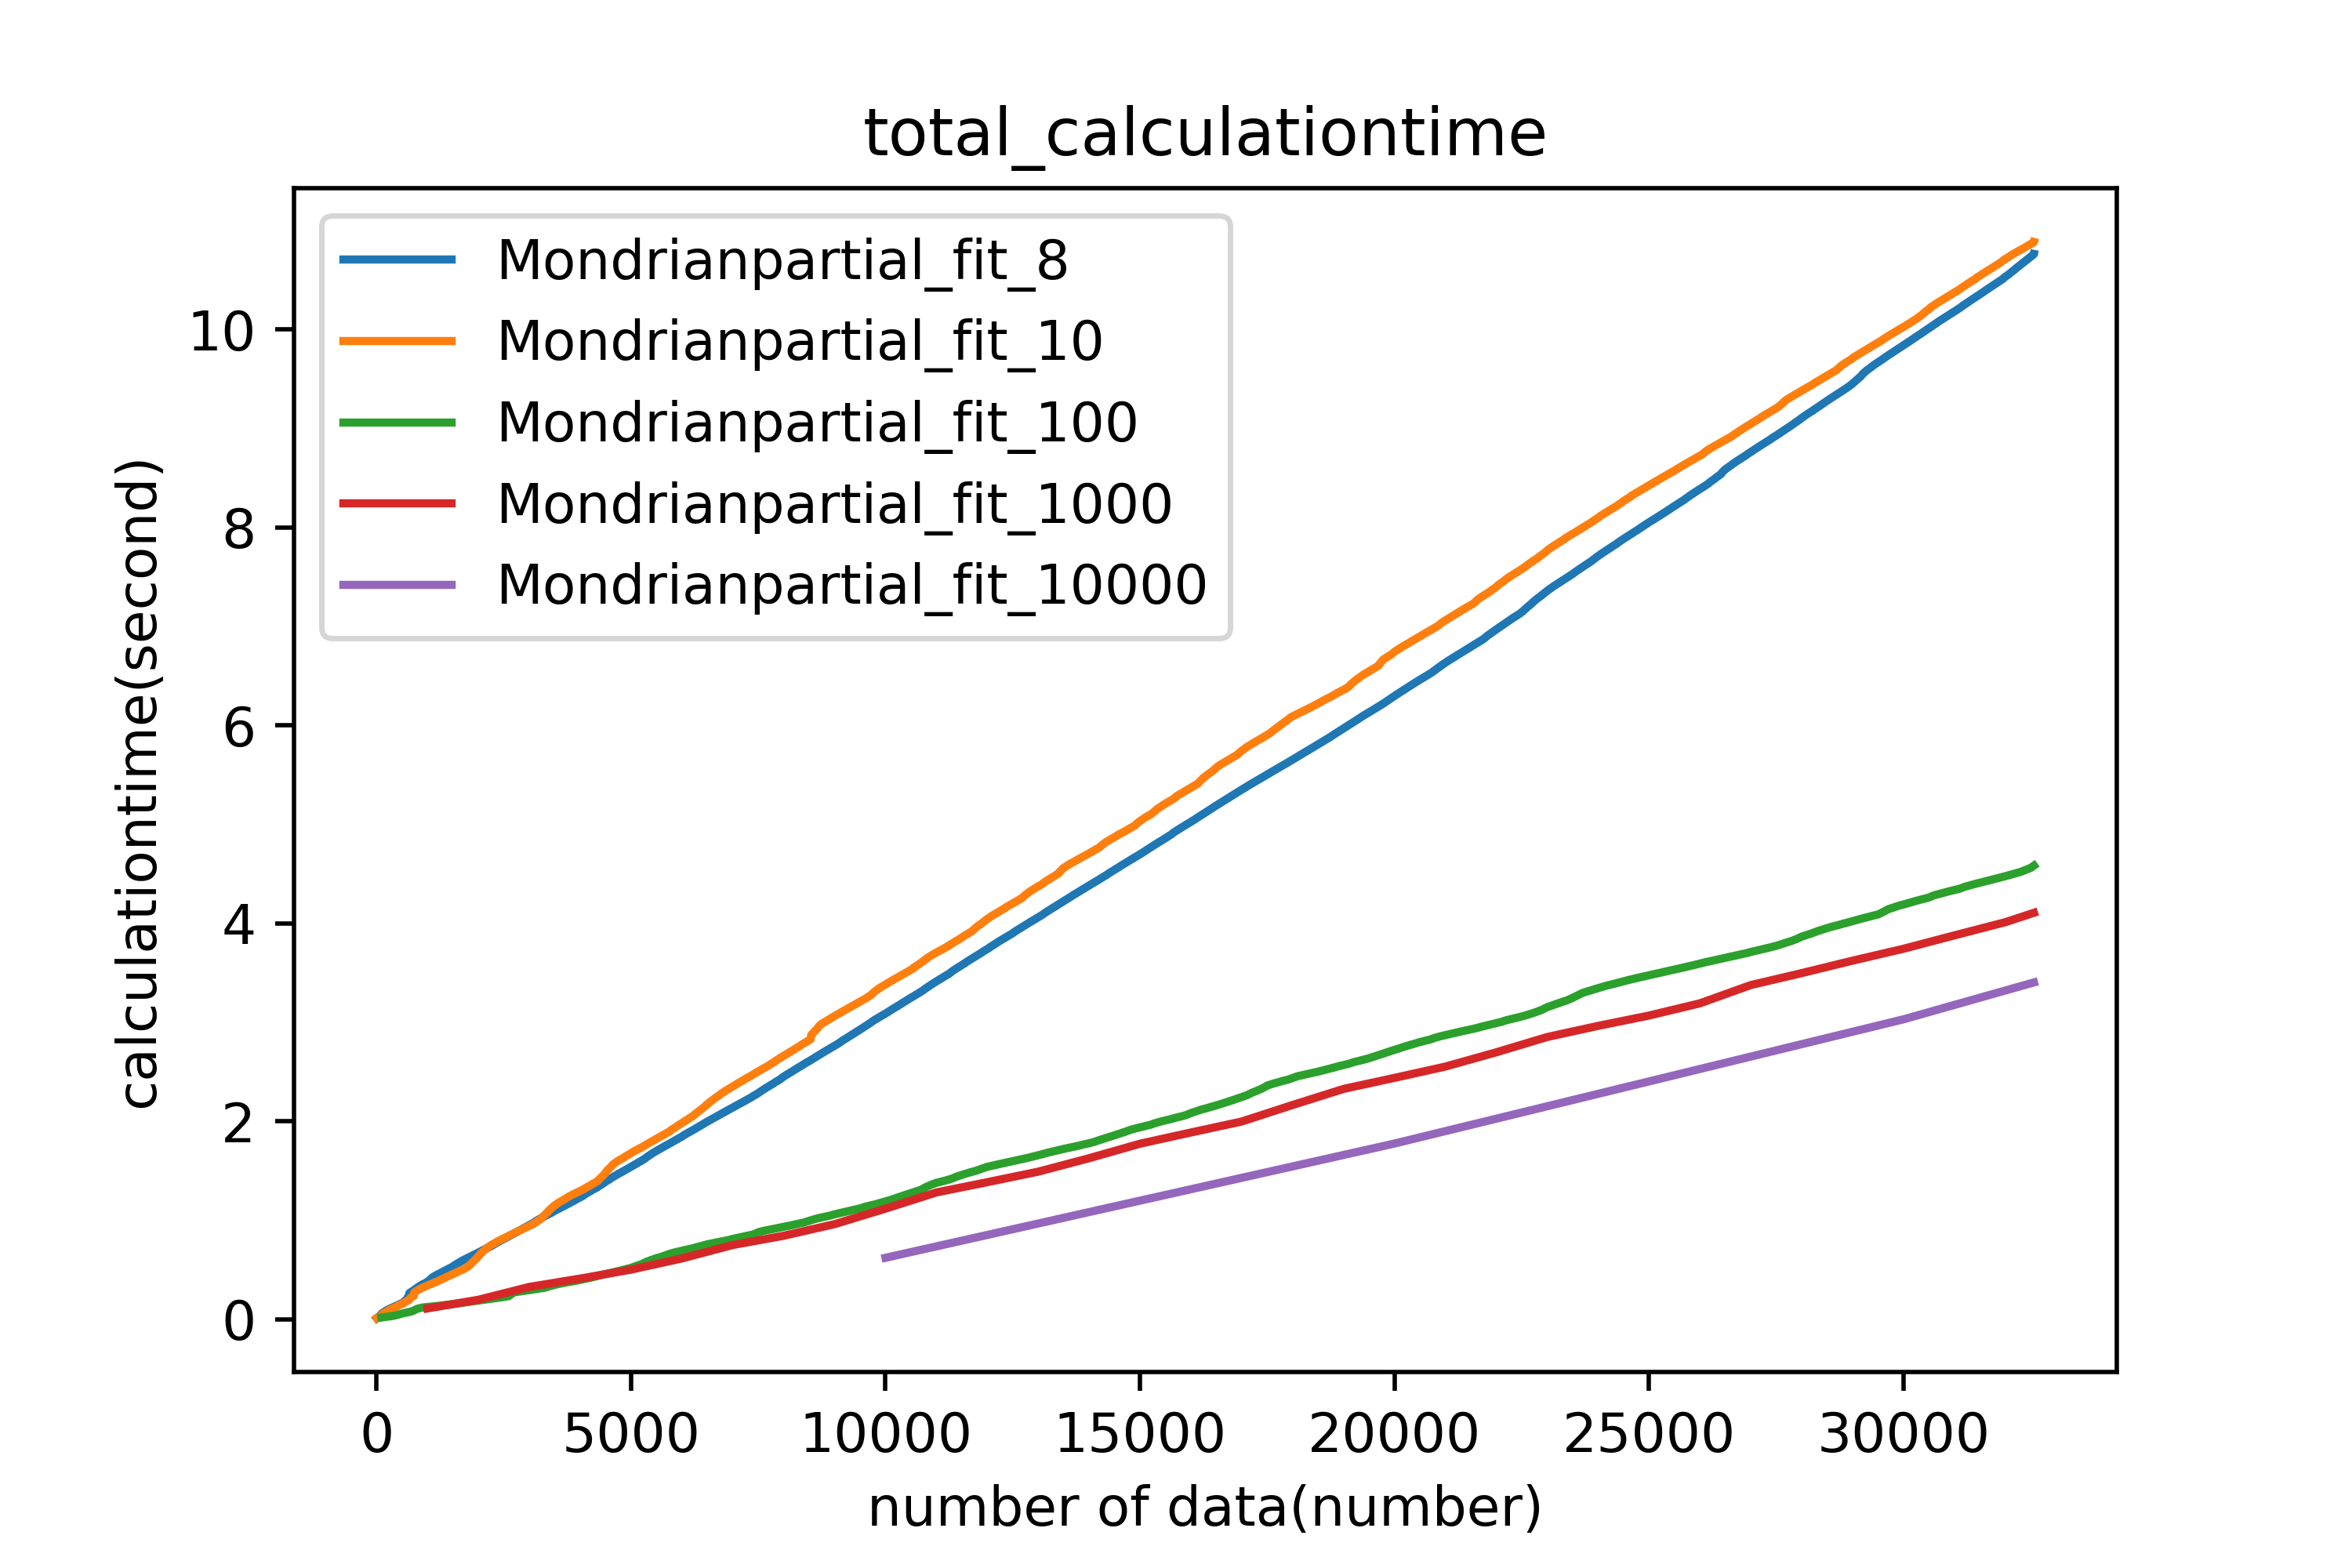 total_calculationtime
Mondrianpartial_fit_8
Mondrianpartial_fit_10
Mondrianpartial_fit_100
Mondrianpartial_fit_1000
Mondrianpartial_fit_10000
calculationtime(second)
10
8
6
4
2
0
0 5000 10000 15000 20000 25000 30000
number of data(number)